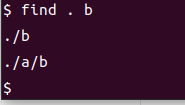 $ find . b
./b
./a/b
$